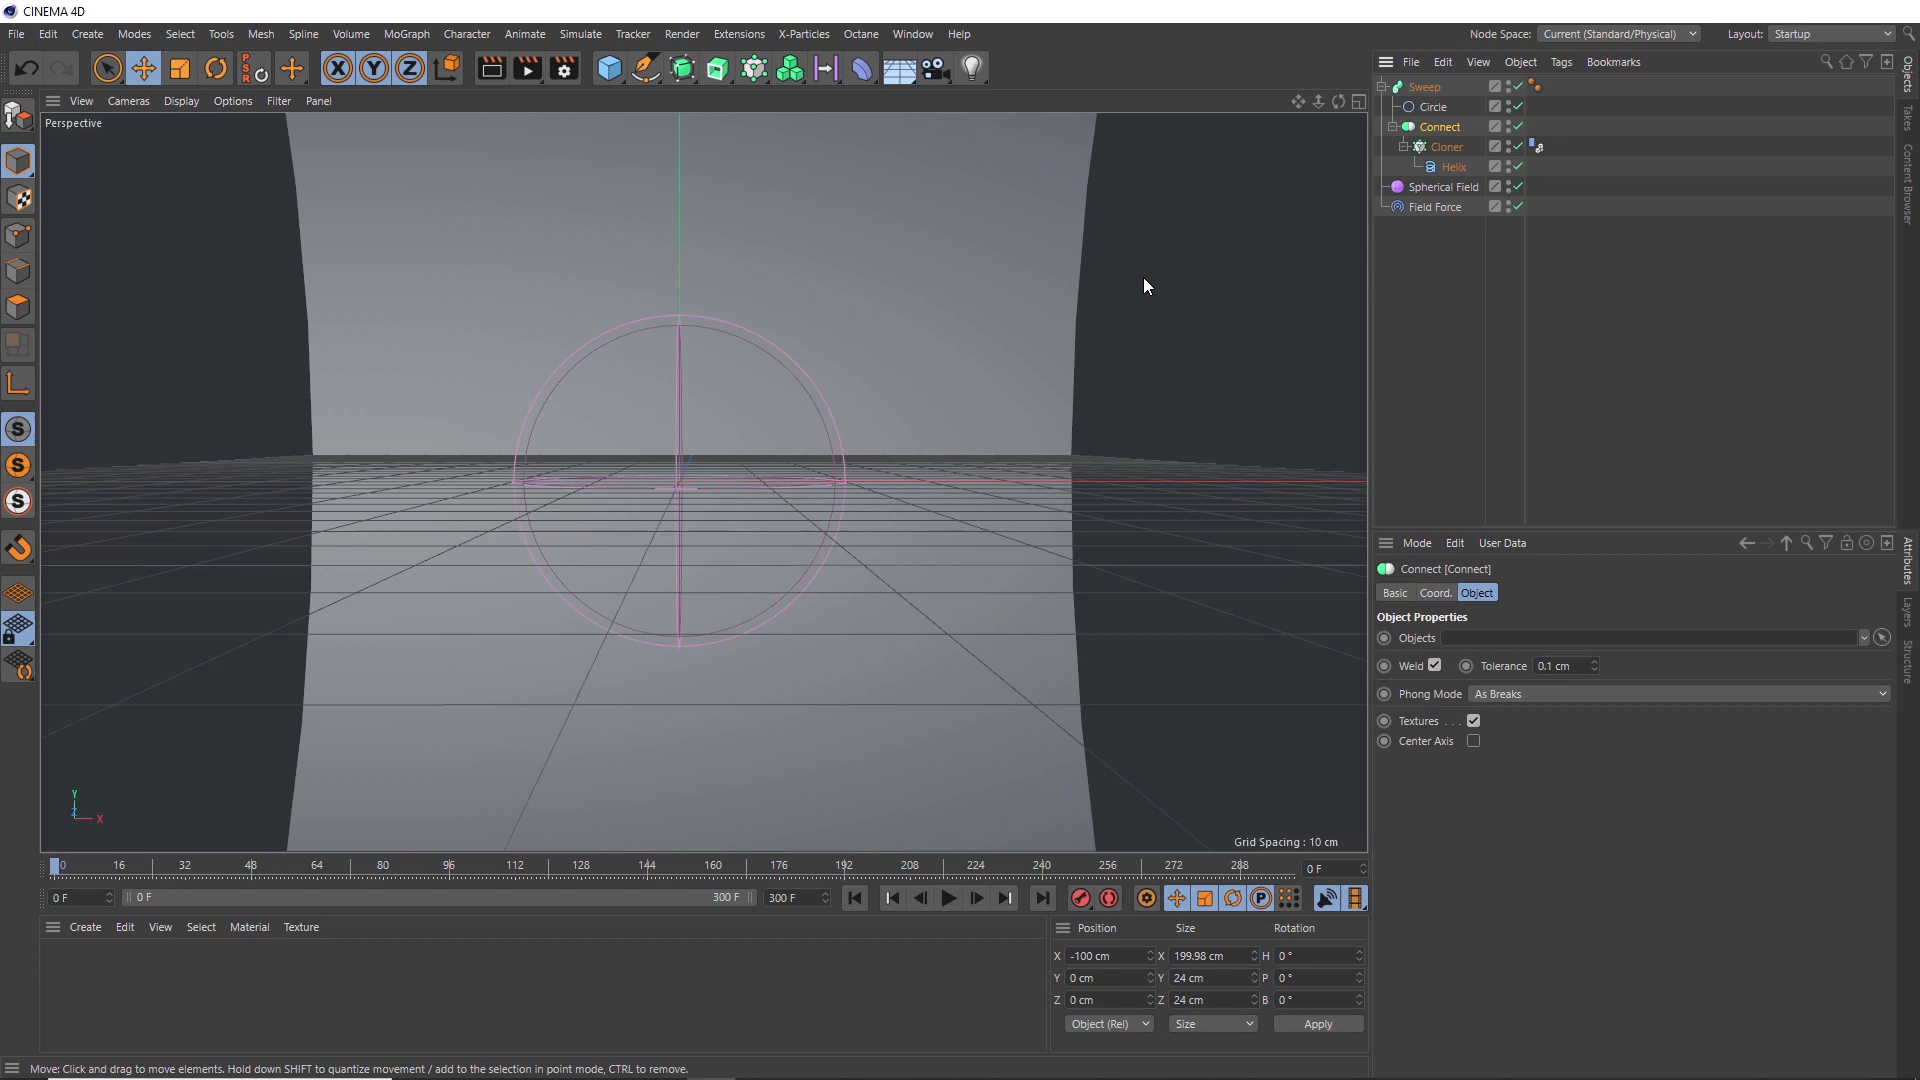 CINEMA 4D
File Edit Create Modes Select Tools Mesh Spline Volume MoGraph Character Animate Simulate Tracker Render Extensions X-Particles Octane Window Help Node Space: Current (Standard/Physical) Layout: Startup
File Edit View Object Tags Bookmarks
View Cameras Display Options Filter Panel
Perspective
Sweep
Circle
Connect
Cloner
Helix
Spherical Field
Field Force
Objects
Takes
Content Browser
Mode Edit User Data
Connect [Connect]
Basic Coord. Object
Object Properties
Objects
Weld Tolerance 0.1 cm
Phong Mode As Breaks
Textures . . .
Center Axis
Attributes
Layers
Structure
Y
Z
X
Grid Spacing : 10 cm
0 16 32 48 64 80 96 112 128 144 160 176 192 208 224 240 256 272 288 0 F
0 F 0 F 300 F 300 F
Create Edit View Select Material Texture
Position Size Rotation
X -100 cm X 199.98 cm H 0 °
Y 0 cm Y 24 cm P 0 °
Z 0 cm Z 24 cm B 0 °
Object (Rel) Size Apply
Move: Click and drag to move elements. Hold down SHIFT to quantize movement / add to the selection in point mode, CTRL to remove.